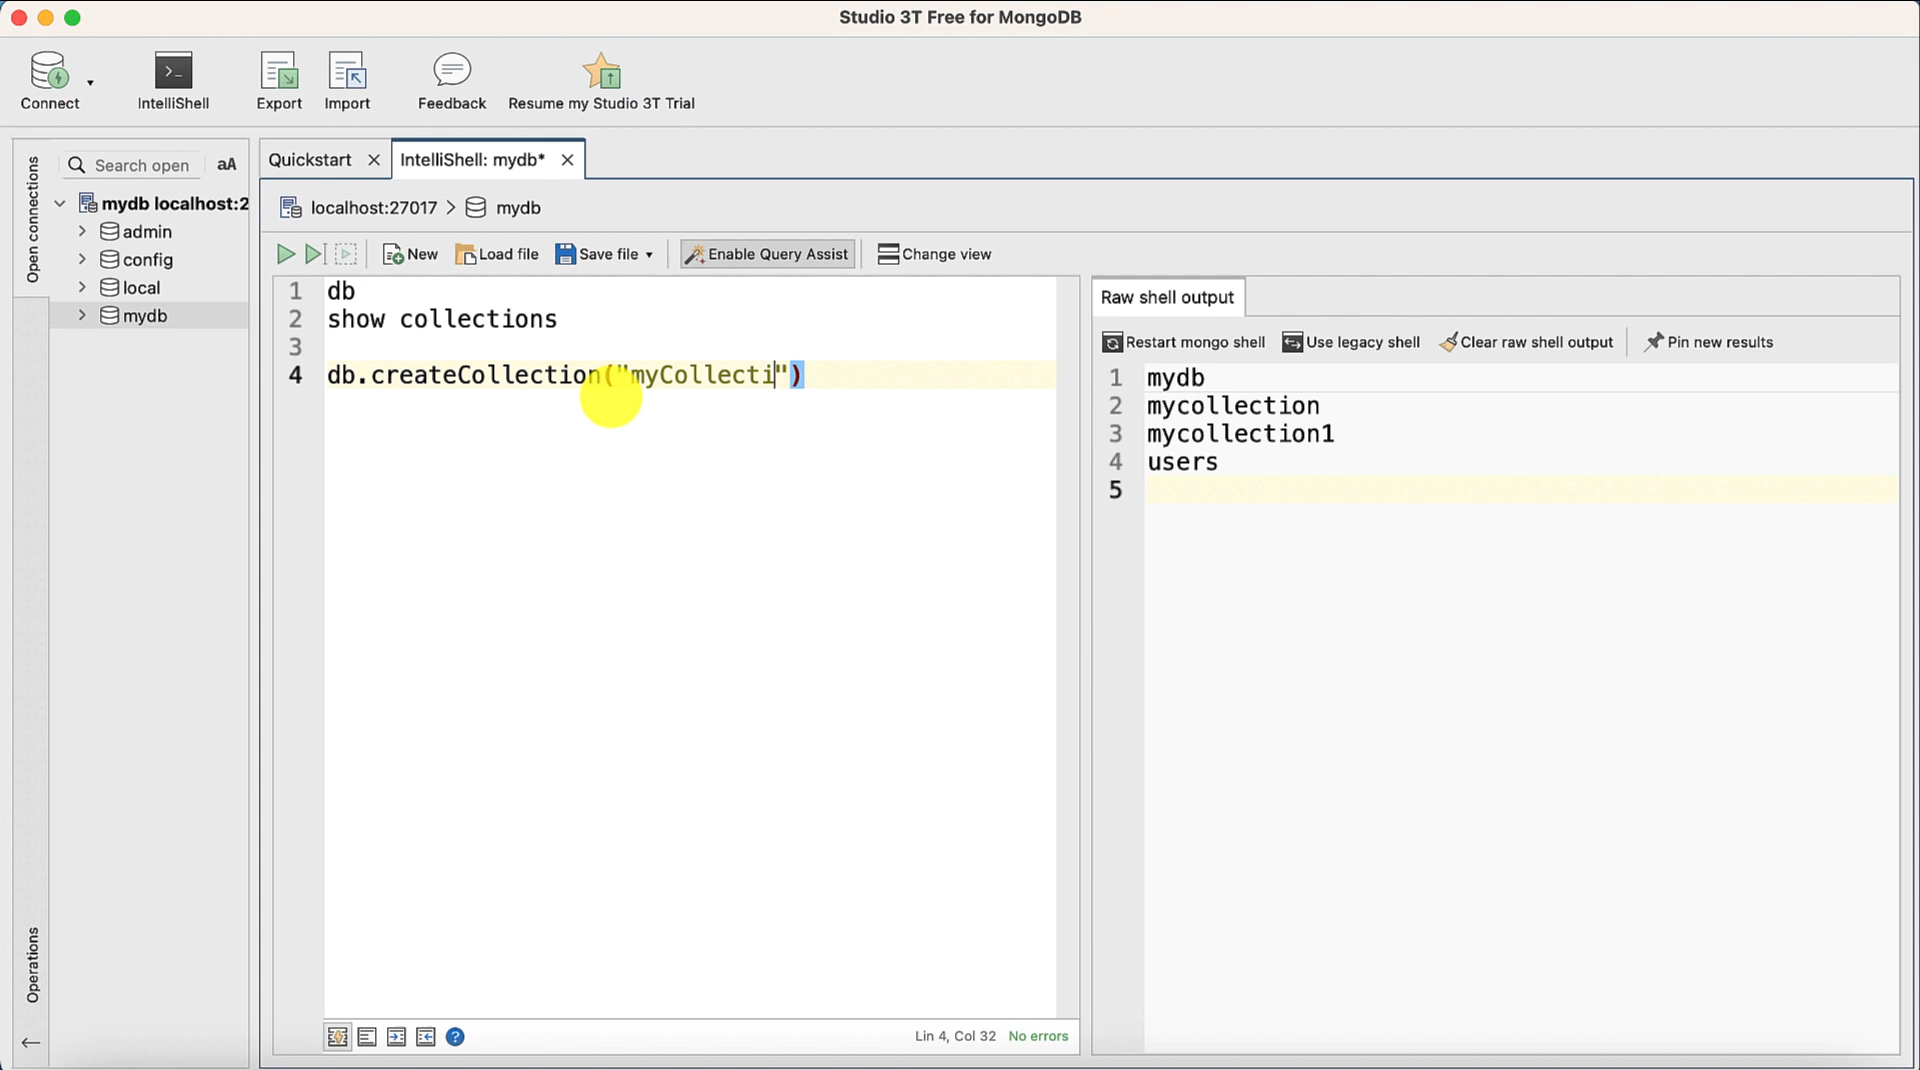 Studio 3T Free for MongoDB
Connect
IntelliShell
Export
Import
Feedback
Resume my Studio 3T Trial
Open connections
Search open
aA
mydb localhost:2
admin
config
local
mydb
Operations
Quickstart
IntelliShell: mydb*
localhost:27017 > mydb
New
Load file
Save file
Enable Query Assist
Change view
1 db
2 show collections
3
4 db.createCollection("myCollecti")
Lin 4, Col 32 No errors
Raw shell output
Restart mongo shell
Use legacy shell
Clear raw shell output
Pin new results
1 mydb
2 mycollection
3 mycollection1
4 users
5